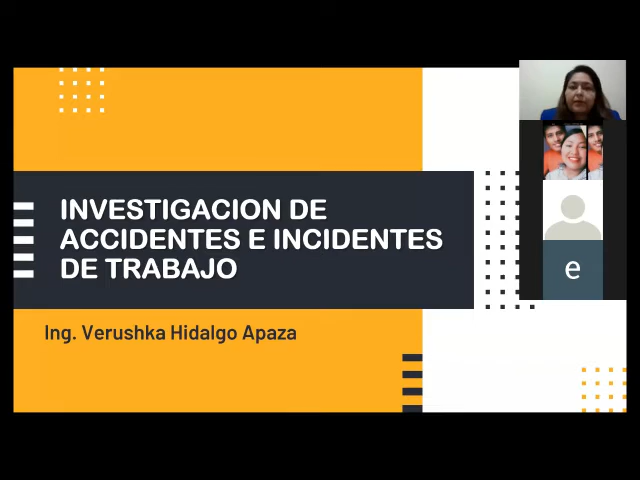 INVESTIGACION DE
ACCIDENTES E INCIDENTES
DE TRABAJO
Ing. Verushka Hidalgo Apaza
e